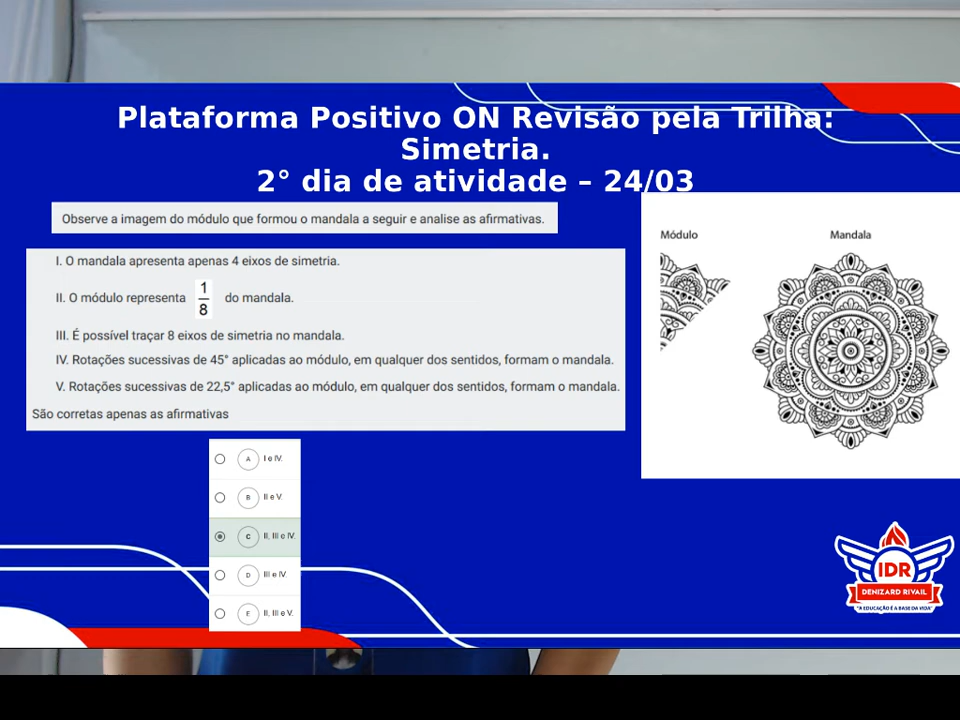 Plataforma Positivo ON Revisão pela Trilha:
Simetria.
2° dia de atividade – 24/03
Observe a imagem do módulo que formou o mandala a seguir e analise as afirmativas.
I. O mandala apresenta apenas 4 eixos de simetria.
II. O módulo representa 1/8 do mandala.
III. É possível traçar 8 eixos de simetria no mandala.
IV. Rotações sucessivas de 45° aplicadas ao módulo, em qualquer dos sentidos, formam o mandala.
V. Rotações sucessivas de 22,5° aplicadas ao módulo, em qualquer dos sentidos, formam o mandala.
São corretas apenas as afirmativas
A I e IV.
B II e V.
C II, III e IV.
D III e IV.
E II, III e V.
Módulo
Mandala
IDR
DENIZARD RIVAIL
"A EDUCAÇÃO É A BASE DA VIDA"